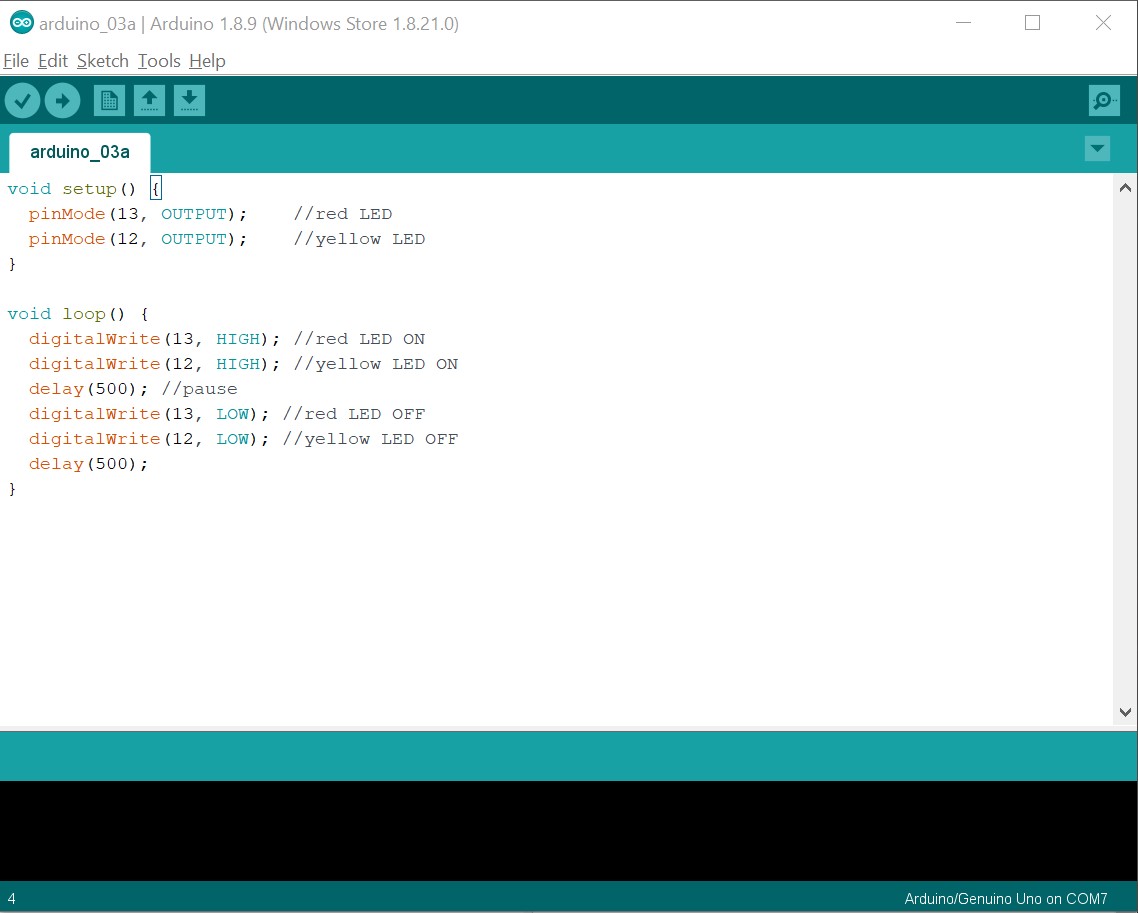 arduino_03a | Arduino 1.8.9 (Windows Store 1.8.21.0)
File Edit Sketch Tools Help
arduino_03a
void setup() {
  pinMode(13, OUTPUT);    //red LED
  pinMode(12, OUTPUT);    //yellow LED
}

void loop() {
  digitalWrite(13, HIGH); //red LED ON
  digitalWrite(12, HIGH); //yellow LED ON
  delay(500); //pause
  digitalWrite(13, LOW); //red LED OFF
  digitalWrite(12, LOW); //yellow LED OFF
  delay(500);
}
4 Arduino/Genuino Uno on COM7